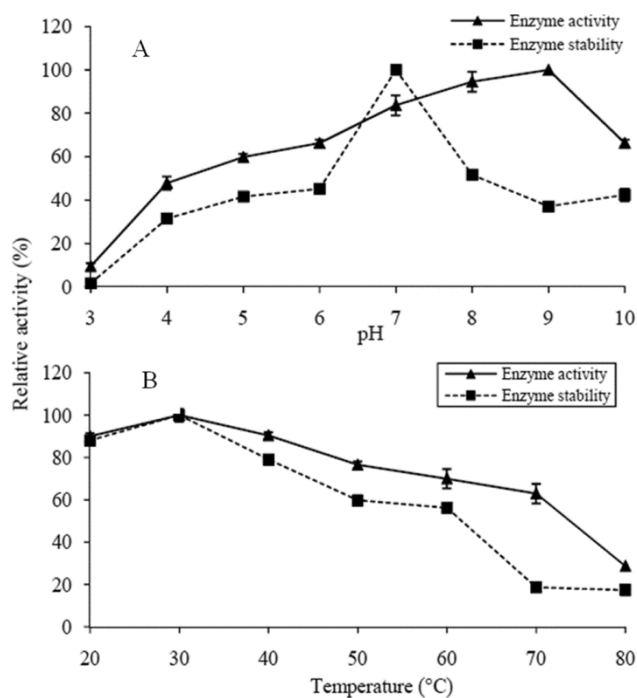 A
Enzyme activity
Enzyme stability
120
100
80
60
40
20
0
3 4 5 6 7 8 9 10
pH
Relative activity (%)
B
Enzyme activity
Enzyme stability
120
100
80
60
40
20
0
20 30 40 50 60 70 80
Temperature (°C)